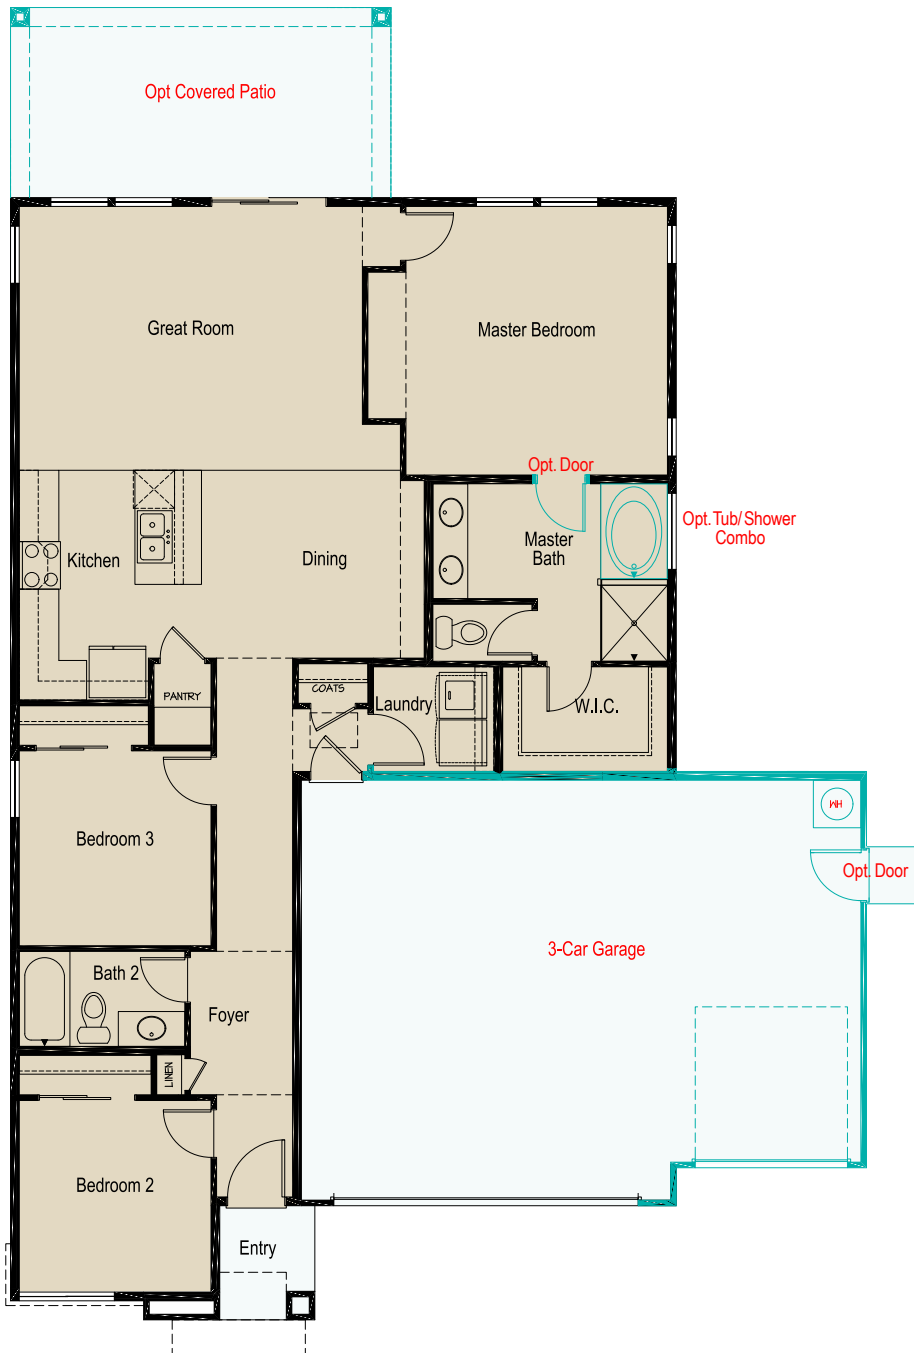 Opt Covered Patio
Great Room
Master Bedroom
Opt. Door
Opt. Tub/ Shower
Combo
Master
Bath
Kitchen
Dining
PANTRY
COATS
Laundry
W.I.C.
WH
Bedroom 3
Opt. Door
3-Car Garage
Bath 2
Foyer
LINEN
Bedroom 2
Entry